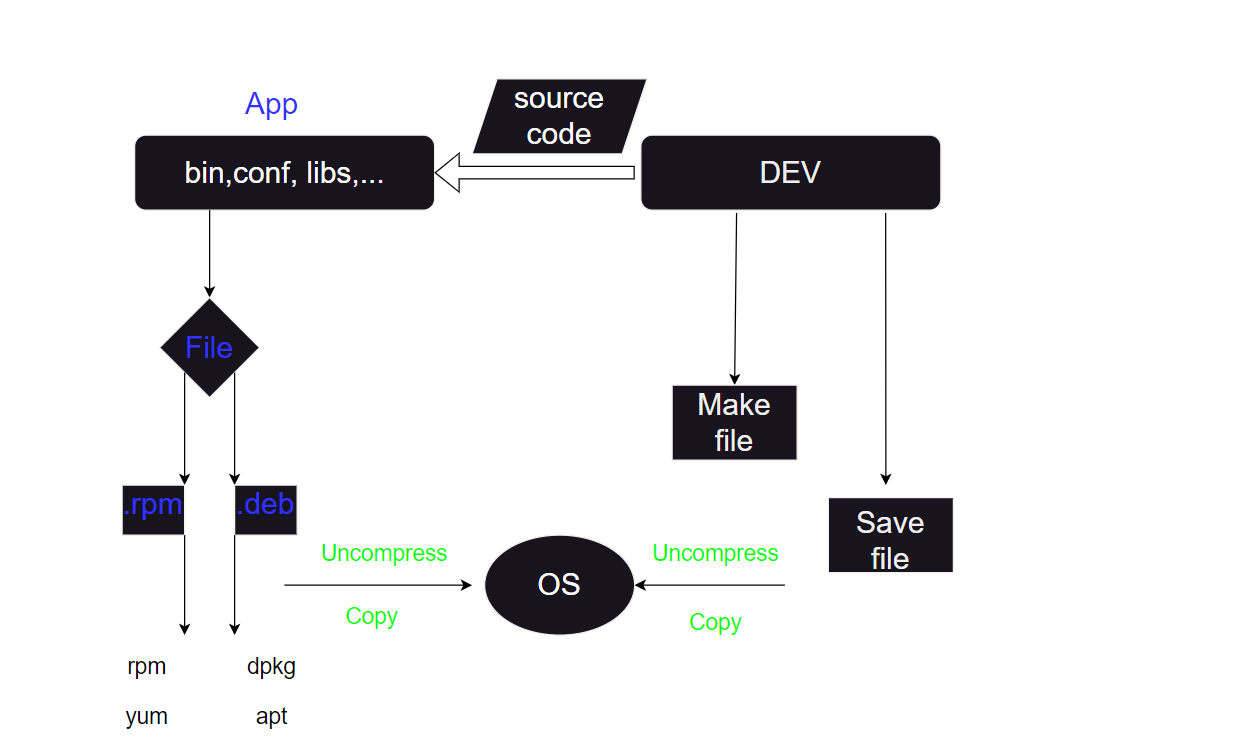 App
source
code
bin,conf, libs,...
DEV
File
Make
file
.rpm
.deb
Save
file
Uncompress
Uncompress
OS
Copy
Copy
rpm
dpkg
yum
apt